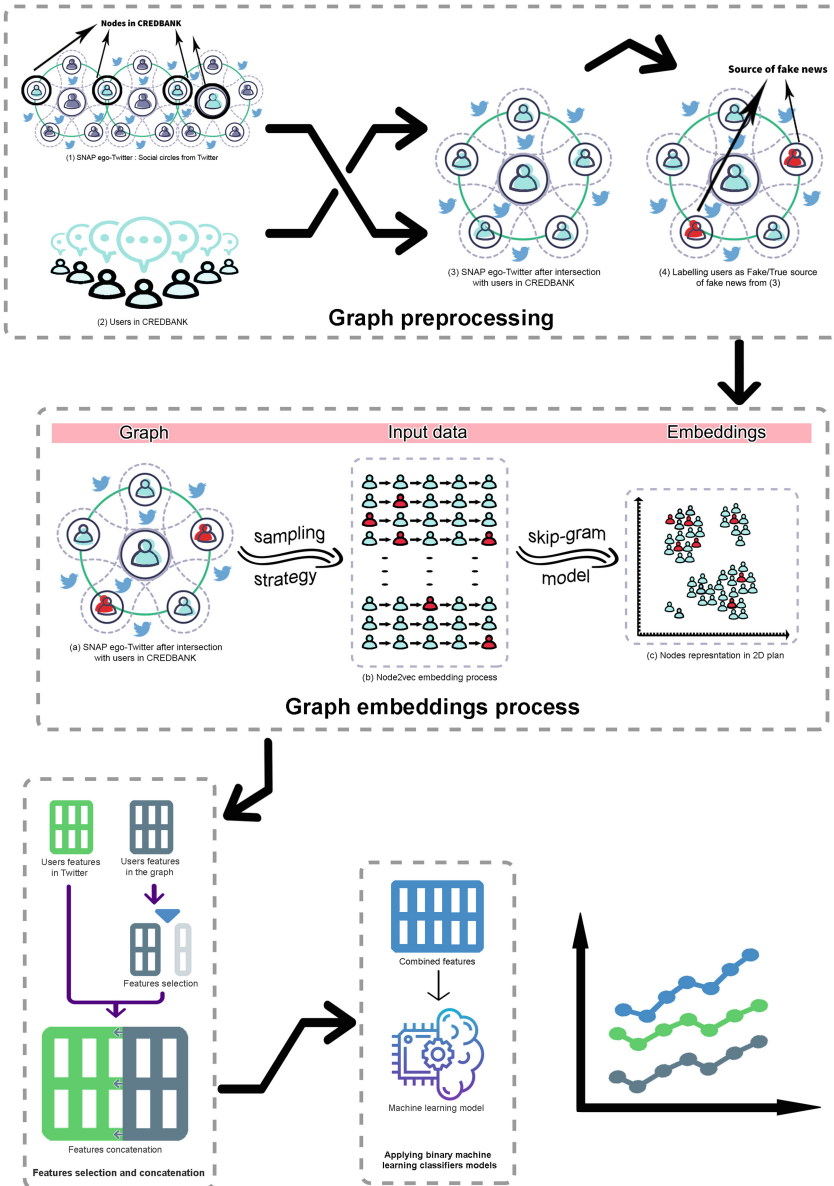 Nodes in CREDBANK
(1) SNAP ego-Twitter : Social circles from Twitter
(2) Users in CREDBANK
(3) SNAP ego-Twitter after intersection
with users in CREDBANK
Source of fake news
(4) Labelling users as Fake/True source
of fake news from (3)
Graph preprocessing
Graph
Input data
Embeddings
sampling
strategy
skip-gram
model
(a) SNAP ego-Twitter after intersection
with users in CREDBANK
(b) Node2vec embedding process
(c) Nodes represntation in 2D plan
Graph embeddings process
Users features
in Twitter
Users features
in the graph
Features selection
Features concatenation
Features selection and concatenation
Combined features
Machine learning model
Applying binary machine
learning classifiers models